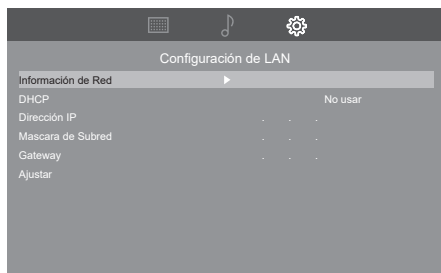 Configuración de LAN
Información de Red
DHCP No usar
Dirección IP . . .
Mascara de Subred . . .
Gateway . . .
Ajustar